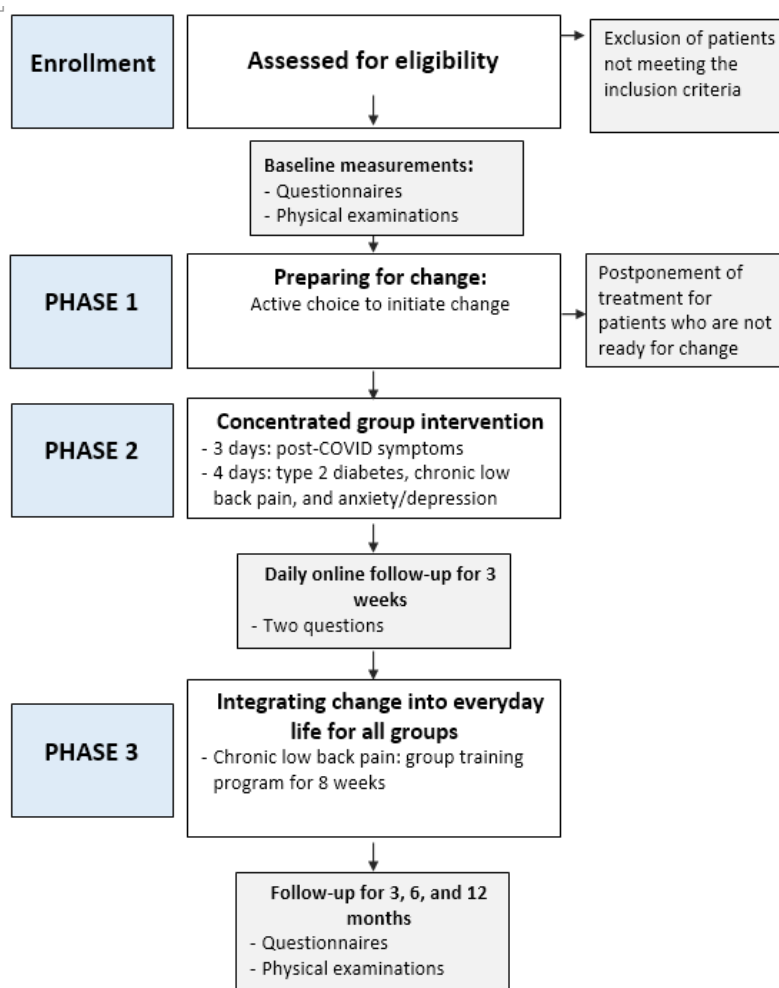 Enrollment
Assessed for eligibility
Exclusion of patients
not meeting the
inclusion criteria
Baseline measurements:
- Questionnaires
- Physical examinations
PHASE 1
Preparing for change:
Active choice to initiate change
Postponement of
treatment for
patients who are not
ready for change
PHASE 2
Concentrated group intervention
- 3 days: post-COVID symptoms
- 4 days: type 2 diabetes, chronic low
back pain, and anxiety/depression
Daily online follow-up for 3
weeks
- Two questions
PHASE 3
Integrating change into everyday
life for all groups
- Chronic low back pain: group training
program for 8 weeks
Follow-up for 3, 6, and 12
months
- Questionnaires
- Physical examinations